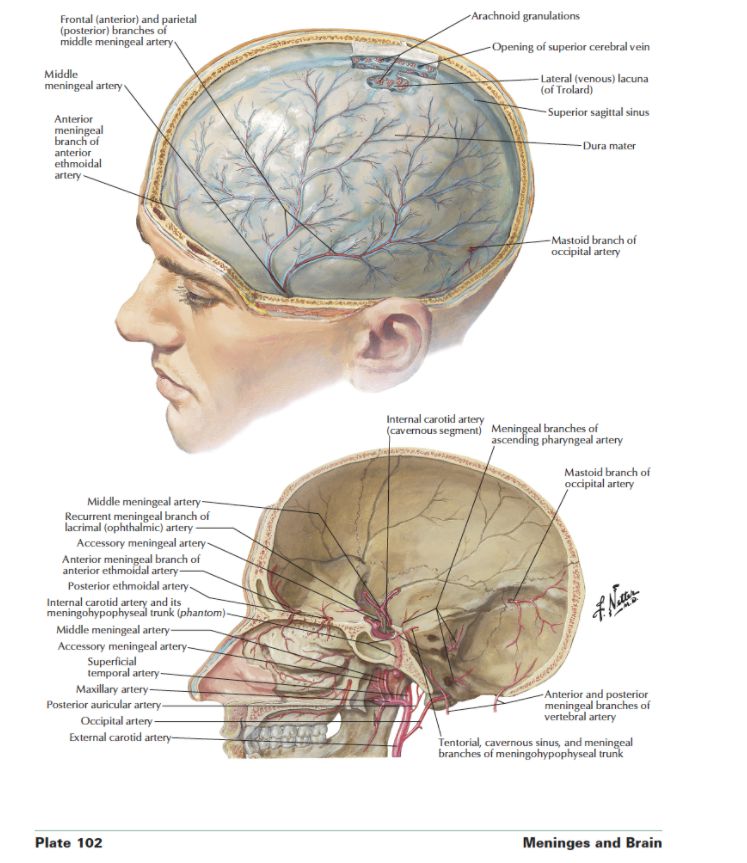 Frontal (anterior) and parietal
(posterior) branches of
middle meningeal artery
Middle
meningeal artery
Anterior
meningeal
branch of
anterior
ethmoidal
artery
Arachnoid granulations
Opening of superior cerebral vein
Lateral (venous) lacuna
(of Trolard)
Superior sagittal sinus
Dura mater
Mastoid branch of
occipital artery
Internal carotid artery
(cavernous segment)
Meningeal branches of
ascending pharyngeal artery
Mastoid branch of
occipital artery
Middle meningeal artery
Recurrent meningeal branch of
lacrimal (ophthalmic) artery
Accessory meningeal artery
Anterior meningeal branch of
anterior ethmoidal artery
Posterior ethmoidal artery
Internal carotid artery and its
meningohypophyseal trunk (phantom)
Middle meningeal artery
Accessory meningeal artery
Superficial
temporal artery
Maxillary artery
Posterior auricular artery
Occipital artery
External carotid artery
F. Netter
M.D.
Anterior and posterior
meningeal branches of
vertebral artery
Tentorial, cavernous sinus, and meningeal
branches of meningohypophyseal trunk
Plate 102
Meninges and Brain